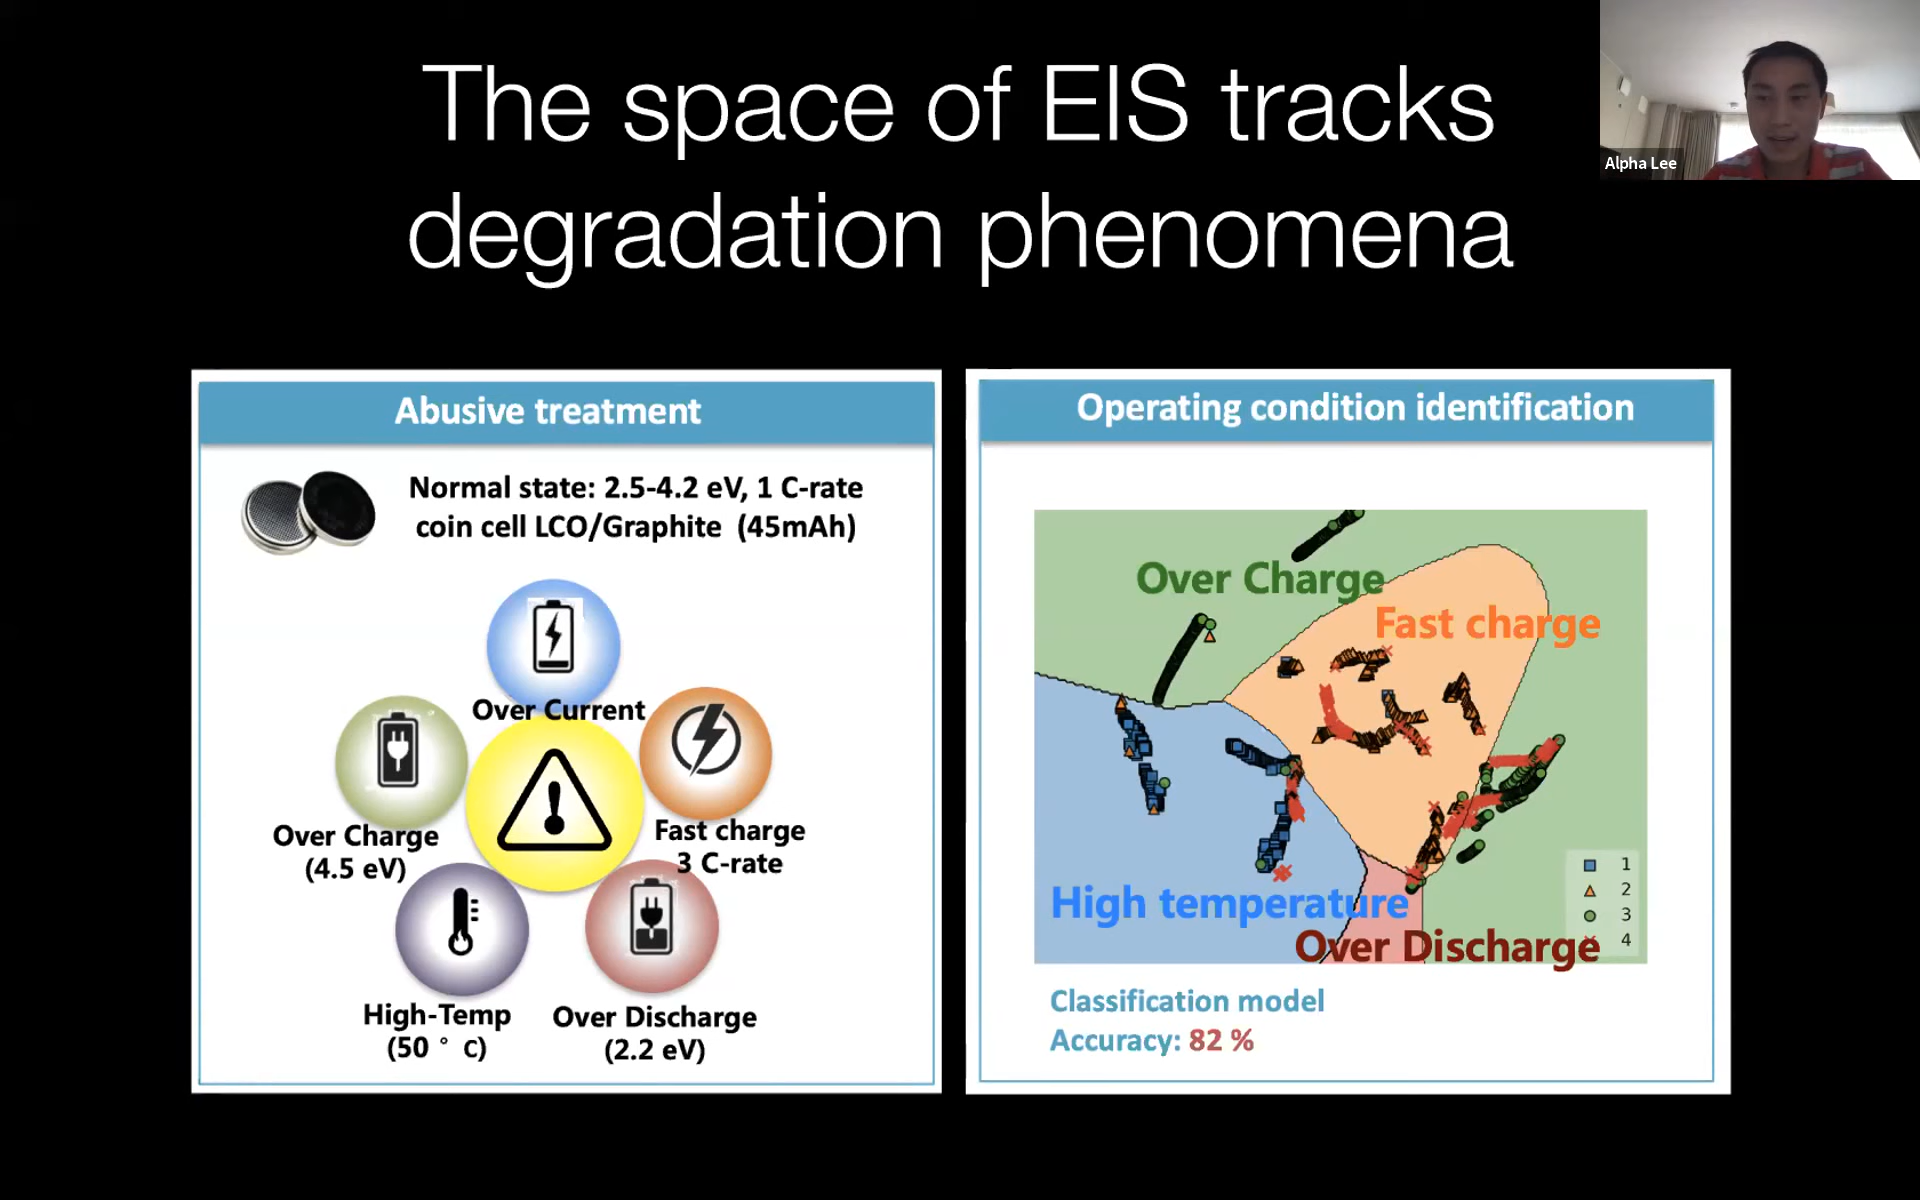 The space of EIS tracks
degradation phenomena
Alpha Lee
Abusive treatment
Normal state: 2.5-4.2 eV, 1 C-rate
coin cell LCO/Graphite (45mAh)
Over Current
Over Charge
(4.5 eV)
Fast charge
3 C-rate
High-Temp
(50 ° C)
Over Discharge
(2.2 eV)
Operating condition identification
Over Charge
Fast charge
High temperature
Over Discharge
1
2
3
4
Classification model
Accuracy: 82 %